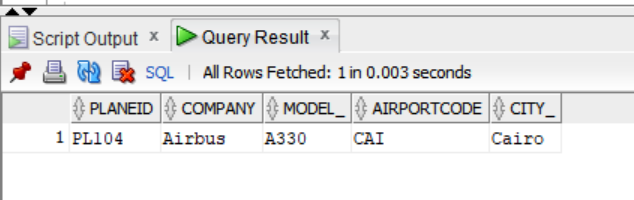 Script Output × Query Result ×
SQL | All Rows Fetched: 1 in 0.003 seconds
PLANEID COMPANY MODEL_ AIRPORTCODE CITY_
1 PL104 Airbus A330 CAI Cairo